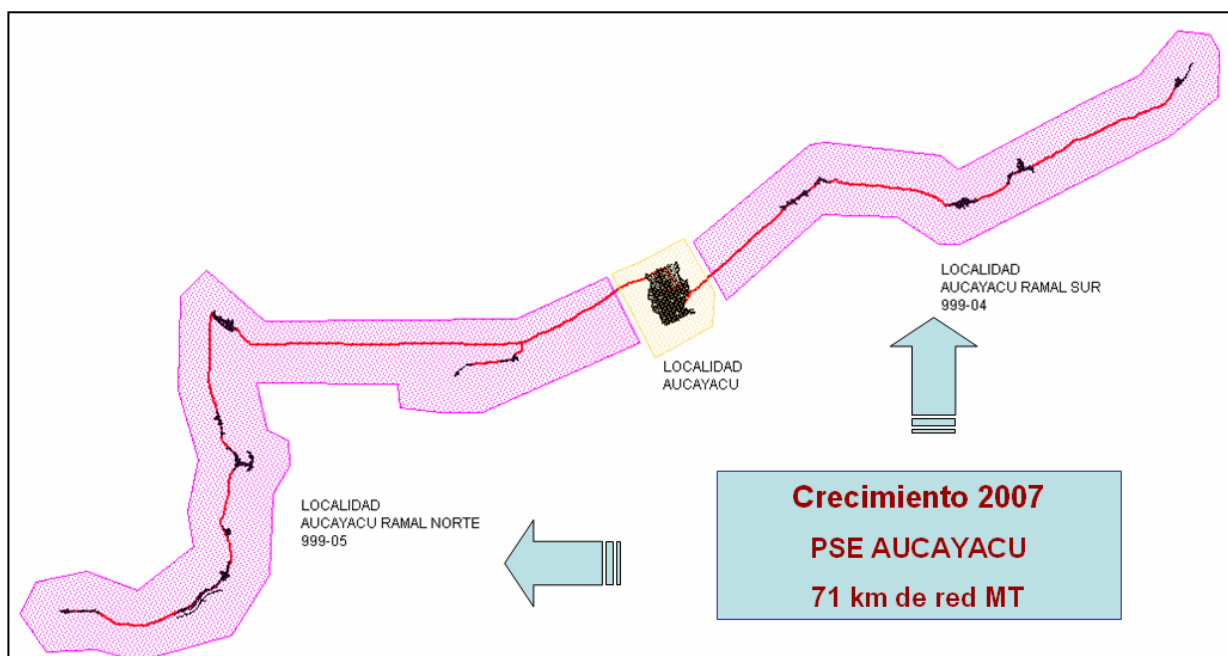 LOCALIDAD
AUCAYACU RAMAL SUR
999-04
LOCALIDAD
AUCAYACU
LOCALIDAD
AUCAYACU RAMAL NORTE
999-05
Crecimiento 2007
PSE AUCAYACU
71 km de red MT